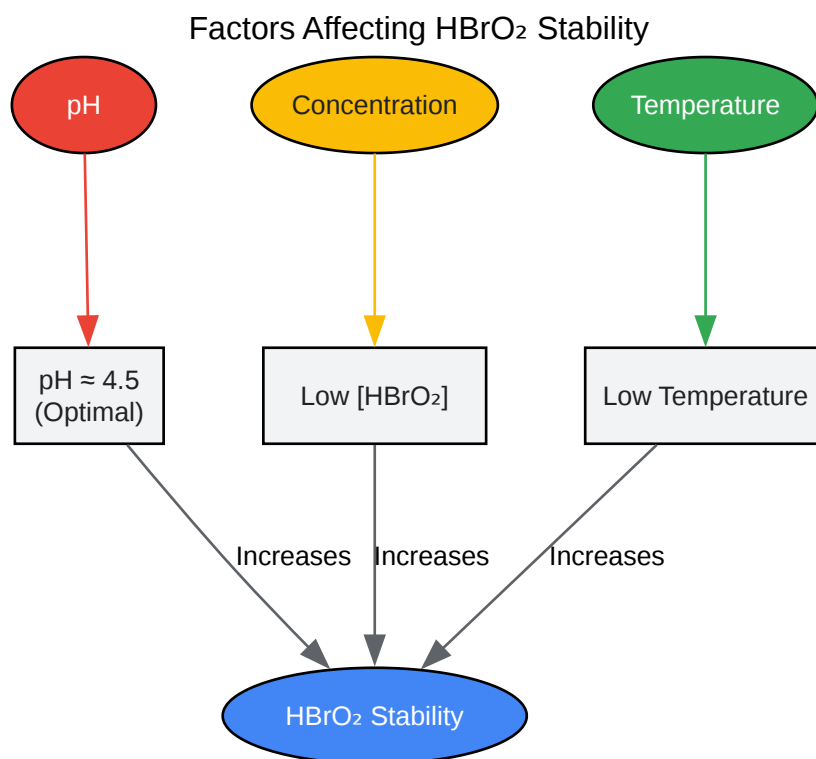 Factors Affecting HBrO₂ Stability
pH
Concentration
Temperature
pH ≈ 4.5
(Optimal)
Low [HBrO₂]
Low Temperature
Increases
Increases
Increases
HBrO₂ Stability